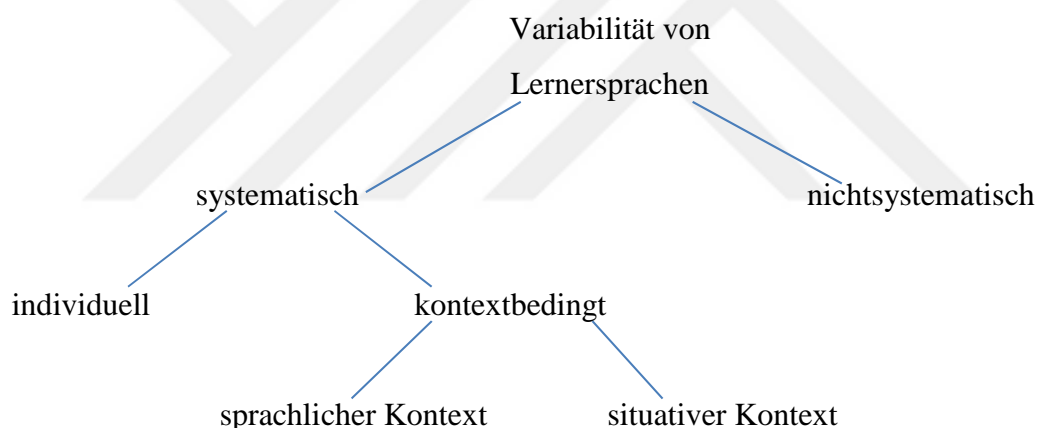 Variabilität von
Lernersprachen
systematisch
nichtsystematisch
individuell
kontextbedingt
sprachlicher Kontext
situativer Kontext